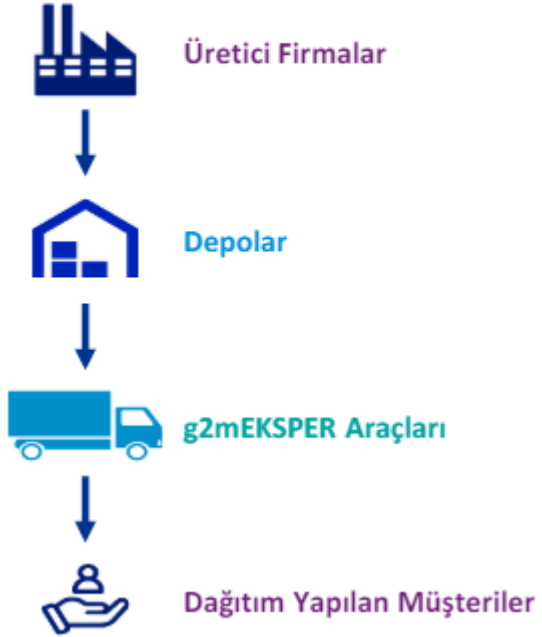 Üretici Firmalar
Depolar
g2mEKSPER Araçları
Dağıtım Yapılan Müşteriler